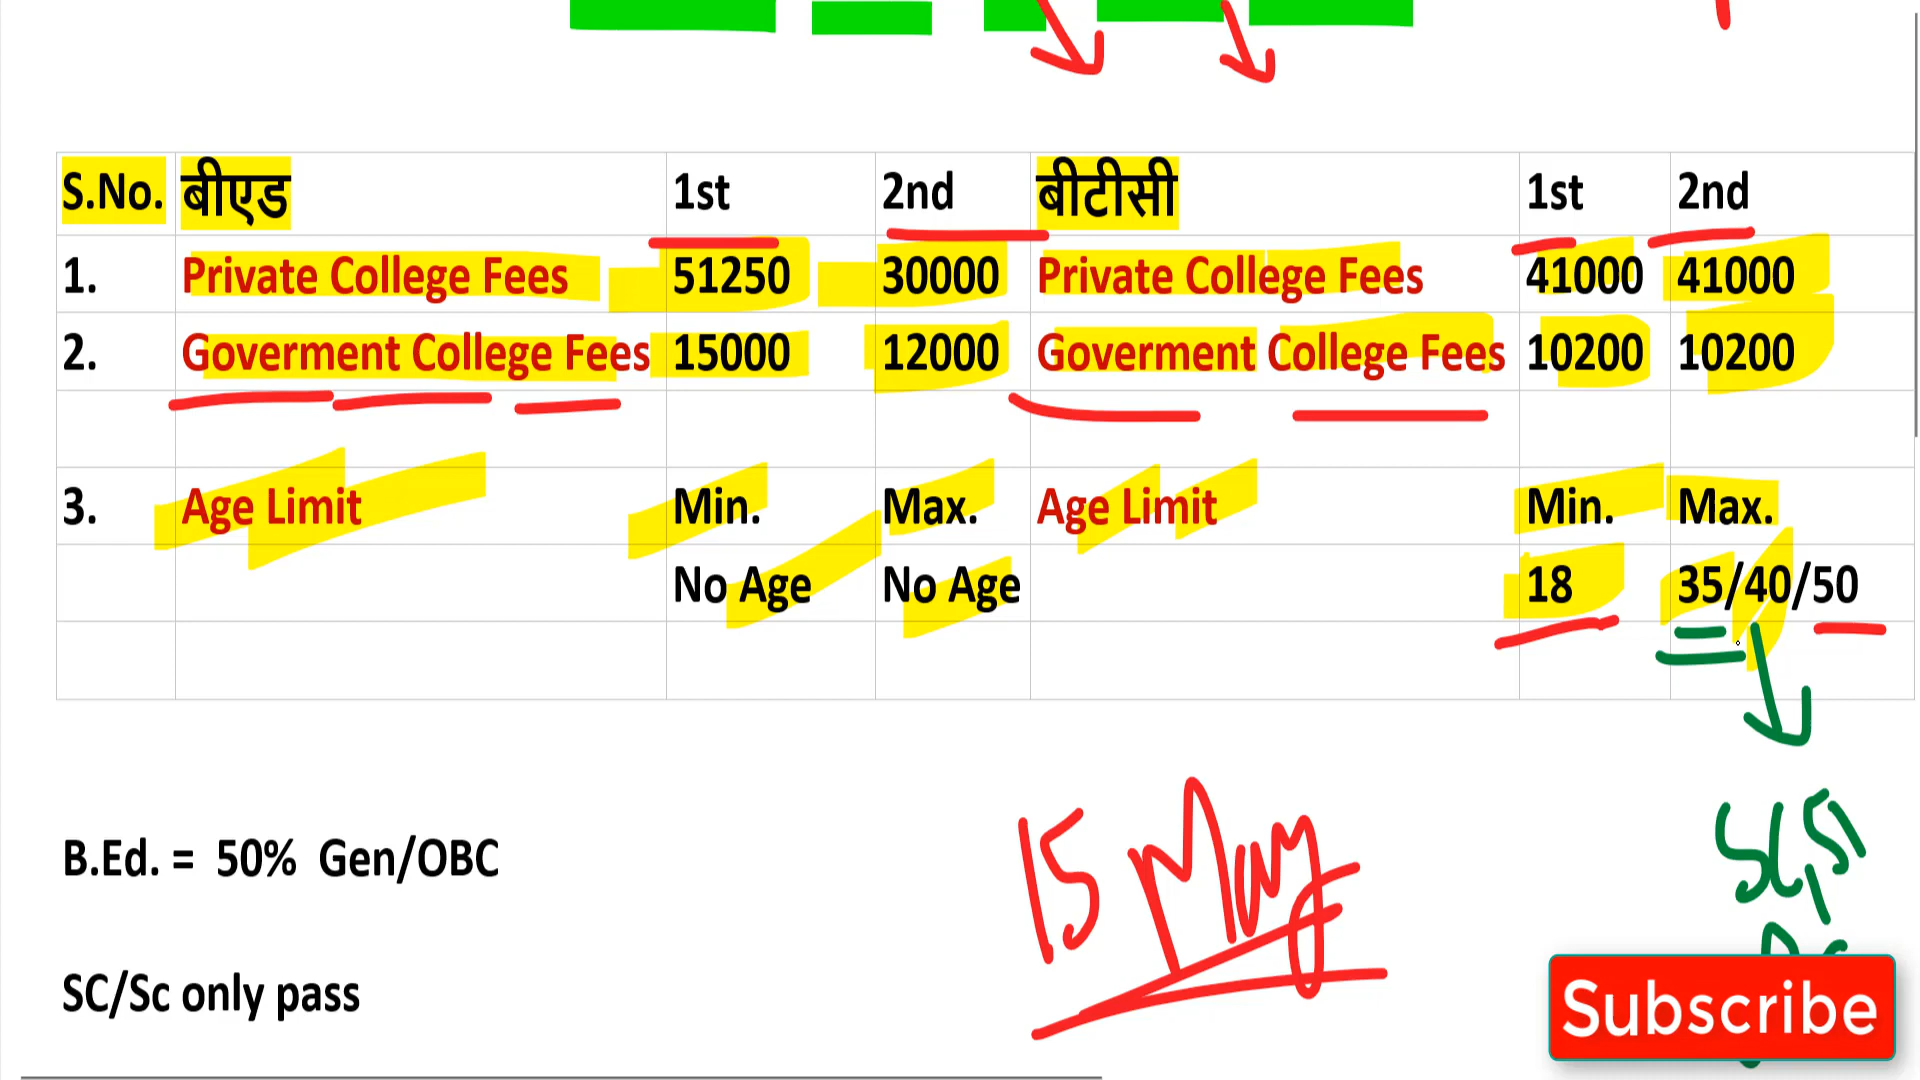 S.No. बीएड 1st 2nd बीटीसी 1st 2nd
1. Private College Fees 51250 30000 Private College Fees 41000 41000
2. Goverment College Fees 15000 12000 Goverment College Fees 10200 10200
3. Age Limit Min. Max. Age Limit Min. Max.
No Age No Age 18 35/40/50
B.Ed. = 50% Gen/OBC
15 May
SC/Sc only pass
Subscribe